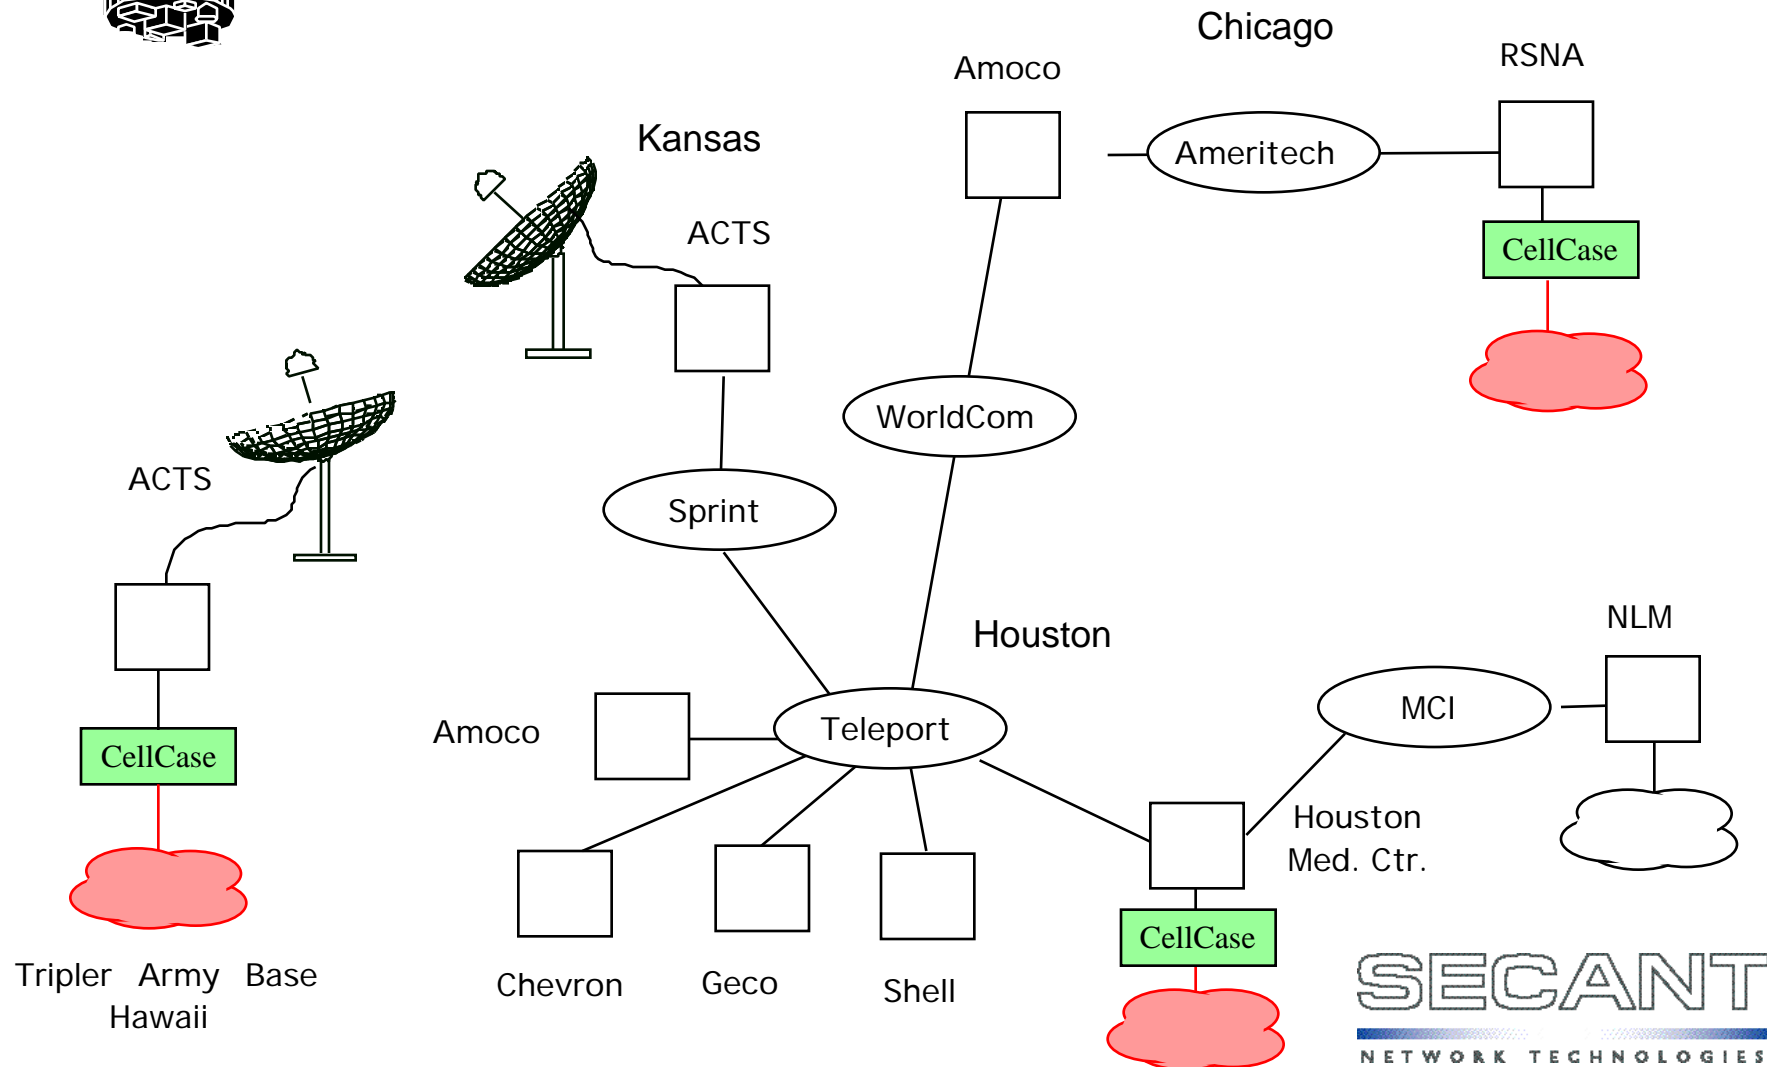 Chicago
Amoco
RSNA
Kansas
Ameritech
ACTS
CellCase
WorldCom
ACTS
Sprint
NLM
Houston
MCI
Amoco
Teleport
CellCase
Houston
Med. Ctr.
CellCase
Tripler Army Base
Hawaii
Chevron
Geco
Shell
SECANT
NETWORK TECHNOLOGIES